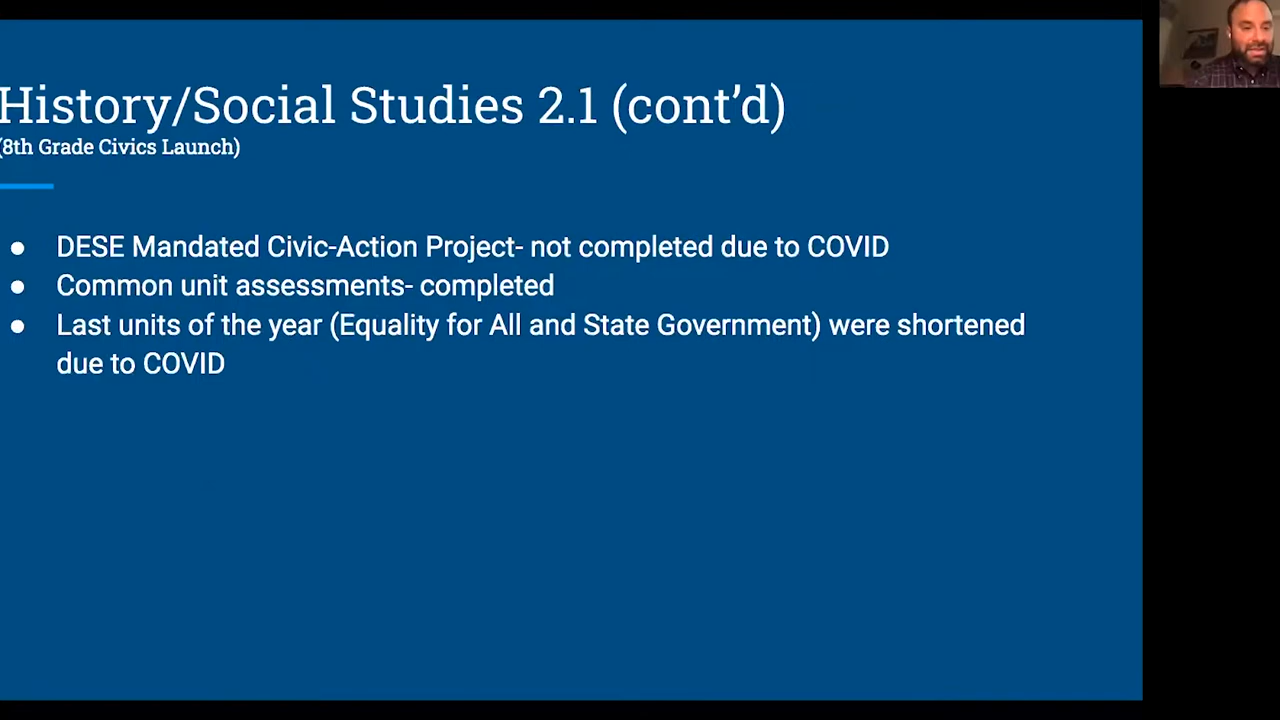 History/Social Studies 2.1 (cont’d)
(8th Grade Civics Launch)
● DESE Mandated Civic-Action Project- not completed due to COVID
● Common unit assessments- completed
● Last units of the year (Equality for All and State Government) were shortened
due to COVID